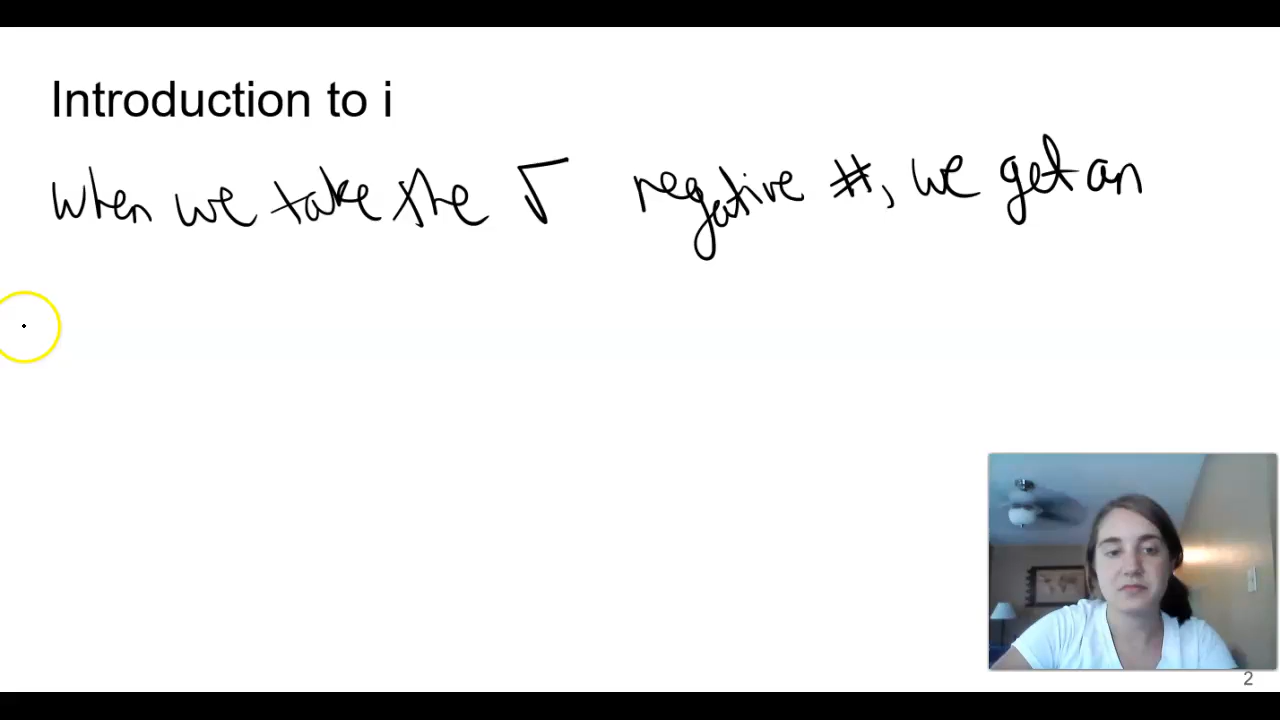 Introduction to i
When we take the √ negative #, we get an
2